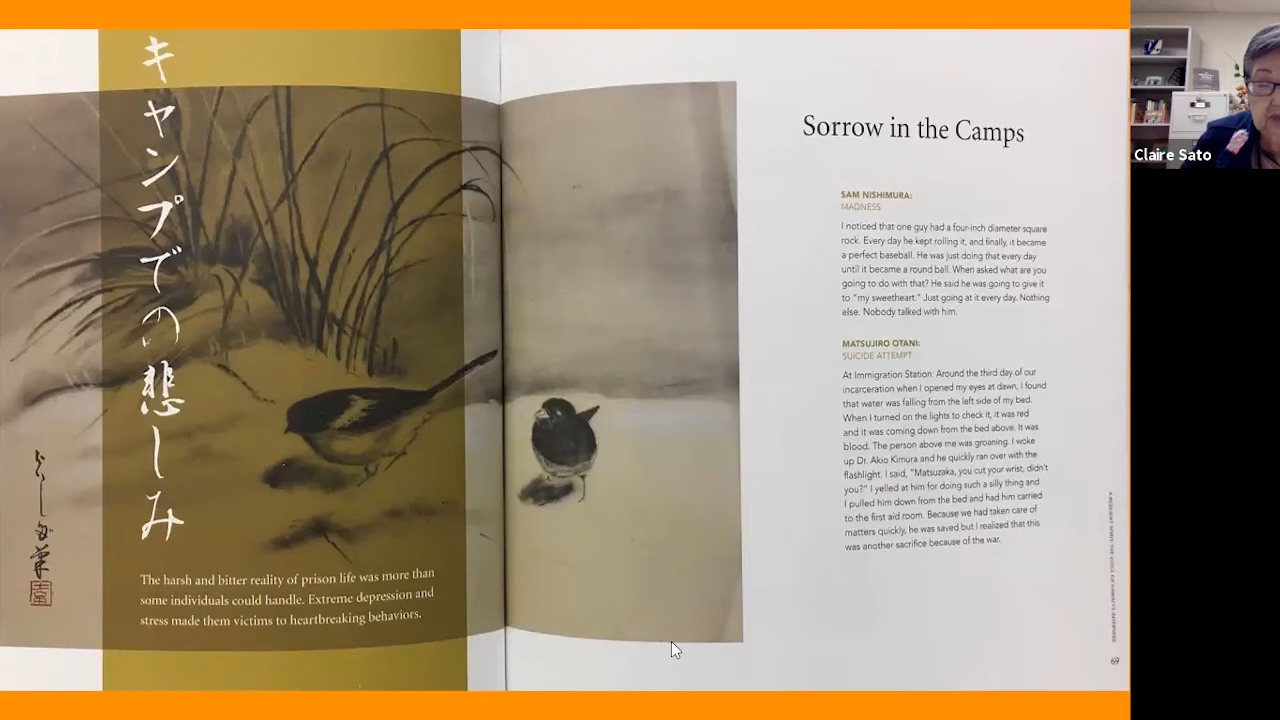 キャンプでの悲しみ
The harsh and bitter reality of prison life was more than
some individuals could handle. Extreme depression and
stress made them victims to heartbreaking behaviors.
Sorrow in the Camps
SAM NISHIMURA:
MADNESS
I noticed that one guy had a four-inch diameter square
rock. Every day he kept rolling it, and finally, it became
a perfect baseball. He was just doing that every day
until it became a round ball. When asked what are you
going to do with that? He said he was going to give it
to “my sweetheart.” Just going at it every day. Nothing
else. Nobody talked with him.
MATSUJIRO OTANI:
SUICIDE ATTEMPT
At Immigration Station: Around the third day of our
incarceration when I opened my eyes at dawn, I found
that water was falling from the left side of my bed.
When I turned on the lights to check it, it was red
and it was coming down from the bed above. It was
blood. The person above me was groaning. I woke
up Dr. Akio Kimura and he quickly ran over with the
flashlight. I said, “Matsuzaka, you cut your wrist, didn't
you?” I yelled at him for doing such a silly thing and
I pulled him down from the bed and had him carried
to the first aid room. Because we had taken care of
matters quickly, he was saved but I realized that this
was another sacrifice because of the war.
69
Claire Sato